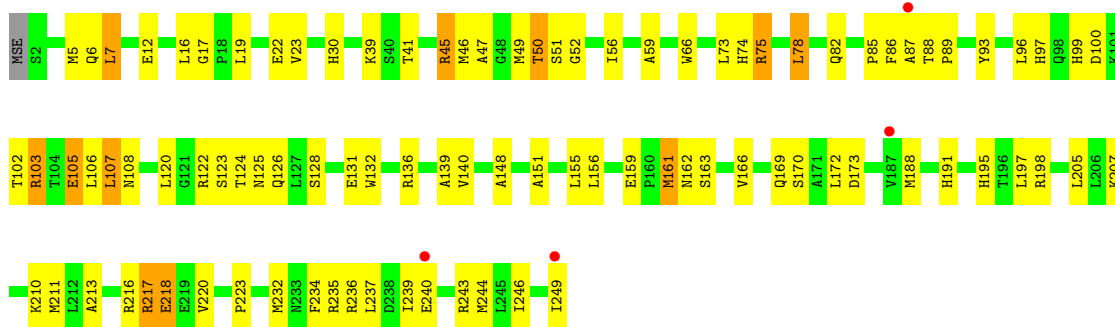 MSE S2 M5 Q6 L7 E12 L16 G17 P18 L19 E22 V23 H30 K39 S40 T41 R45 M46 A47 G48 M49 T50 S51 G52 I56 A59 W66 L73 H74 R75 L78 Q82 P85 F86 A87 T88 P89 Y93 L96 H97 Q98 H99 D100 K101
T102 R103 T104 E105 L106 L107 N108 L120 G121 R122 S123 T124 N125 Q126 L127 S128 E131 W132 R136 A139 V140 A148 A151 L155 L156 E159 P160 M161 N162 S163 V166 Q169 S170 A171 L172 D173 V187 M188 H191 H195 T196 L197 R198 L205 L206 K207
K210 M211 L212 A213 R216 R217 E218 E219 V220 P223 M232 N233 F234 R235 R236 L237 D238 I239 E240 R243 M244 L245 I246 I249